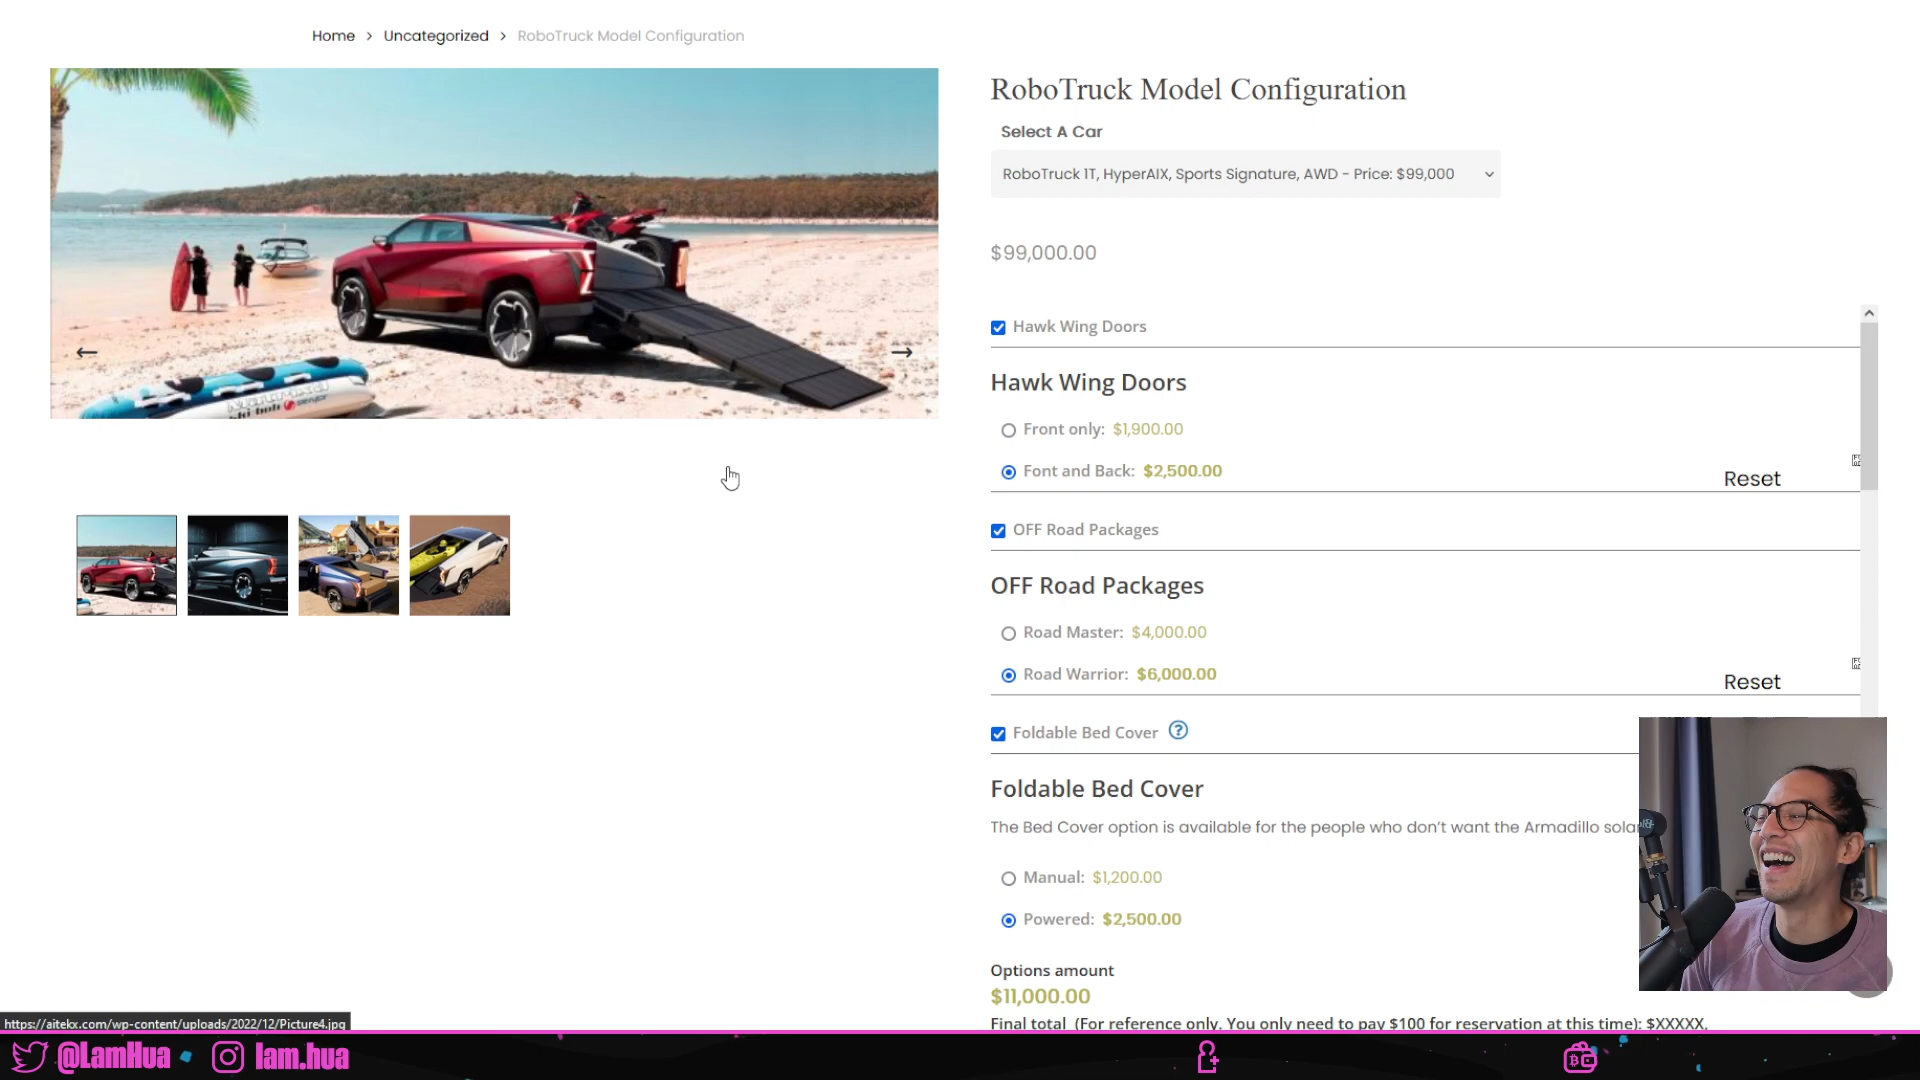 Home > Uncategorized > RoboTruck Model Configuration
RoboTruck Model Configuration
Select A Car
RoboTruck 1T, HyperAIX, Sports Signature, AWD - Price: $99,000
$99,000.00
Hawk Wing Doors
Hawk Wing Doors
Front only: $1,900.00
Font and Back: $2,500.00
Reset
OFF Road Packages
OFF Road Packages
Road Master: $4,000.00
Road Warrior: $6,000.00
Reset
Foldable Bed Cover ?
Foldable Bed Cover
The Bed Cover option is available for the people who don't want the Armadillo sola
Manual: $1,200.00
Powered: $2,500.00
Options amount
$11,000.00
Final total (For reference only. You only need to pay $100 for reservation at this time): $XXXXX.
https://aitekx.com/wp-content/uploads/2022/12/Picture4.jpg
@LamHua
lam.hua